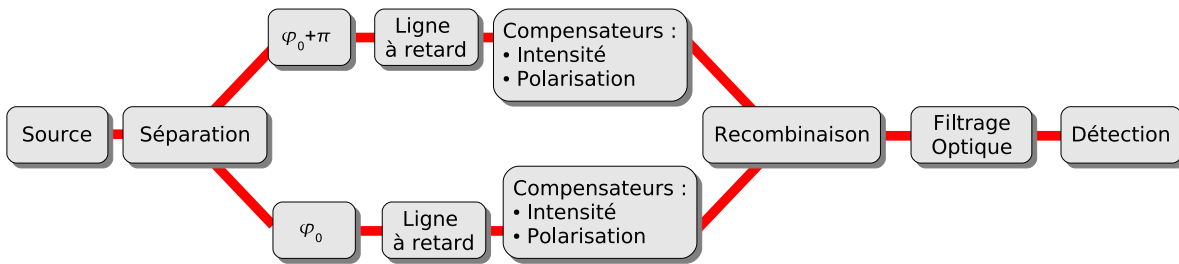 φ₀+π
Ligne
à retard
Compensateurs :
• Intensité
• Polarisation
Source
Séparation
Recombinaison
Filtrage
Optique
Détection
φ₀
Ligne
à retard
Compensateurs :
• Intensité
• Polarisation